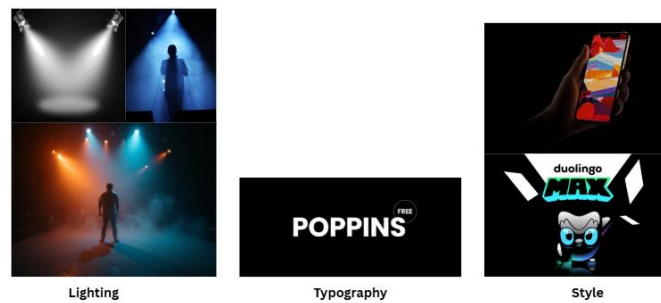 POPPINS
FREE
duolingo
MAX
Lighting
Typography
Style